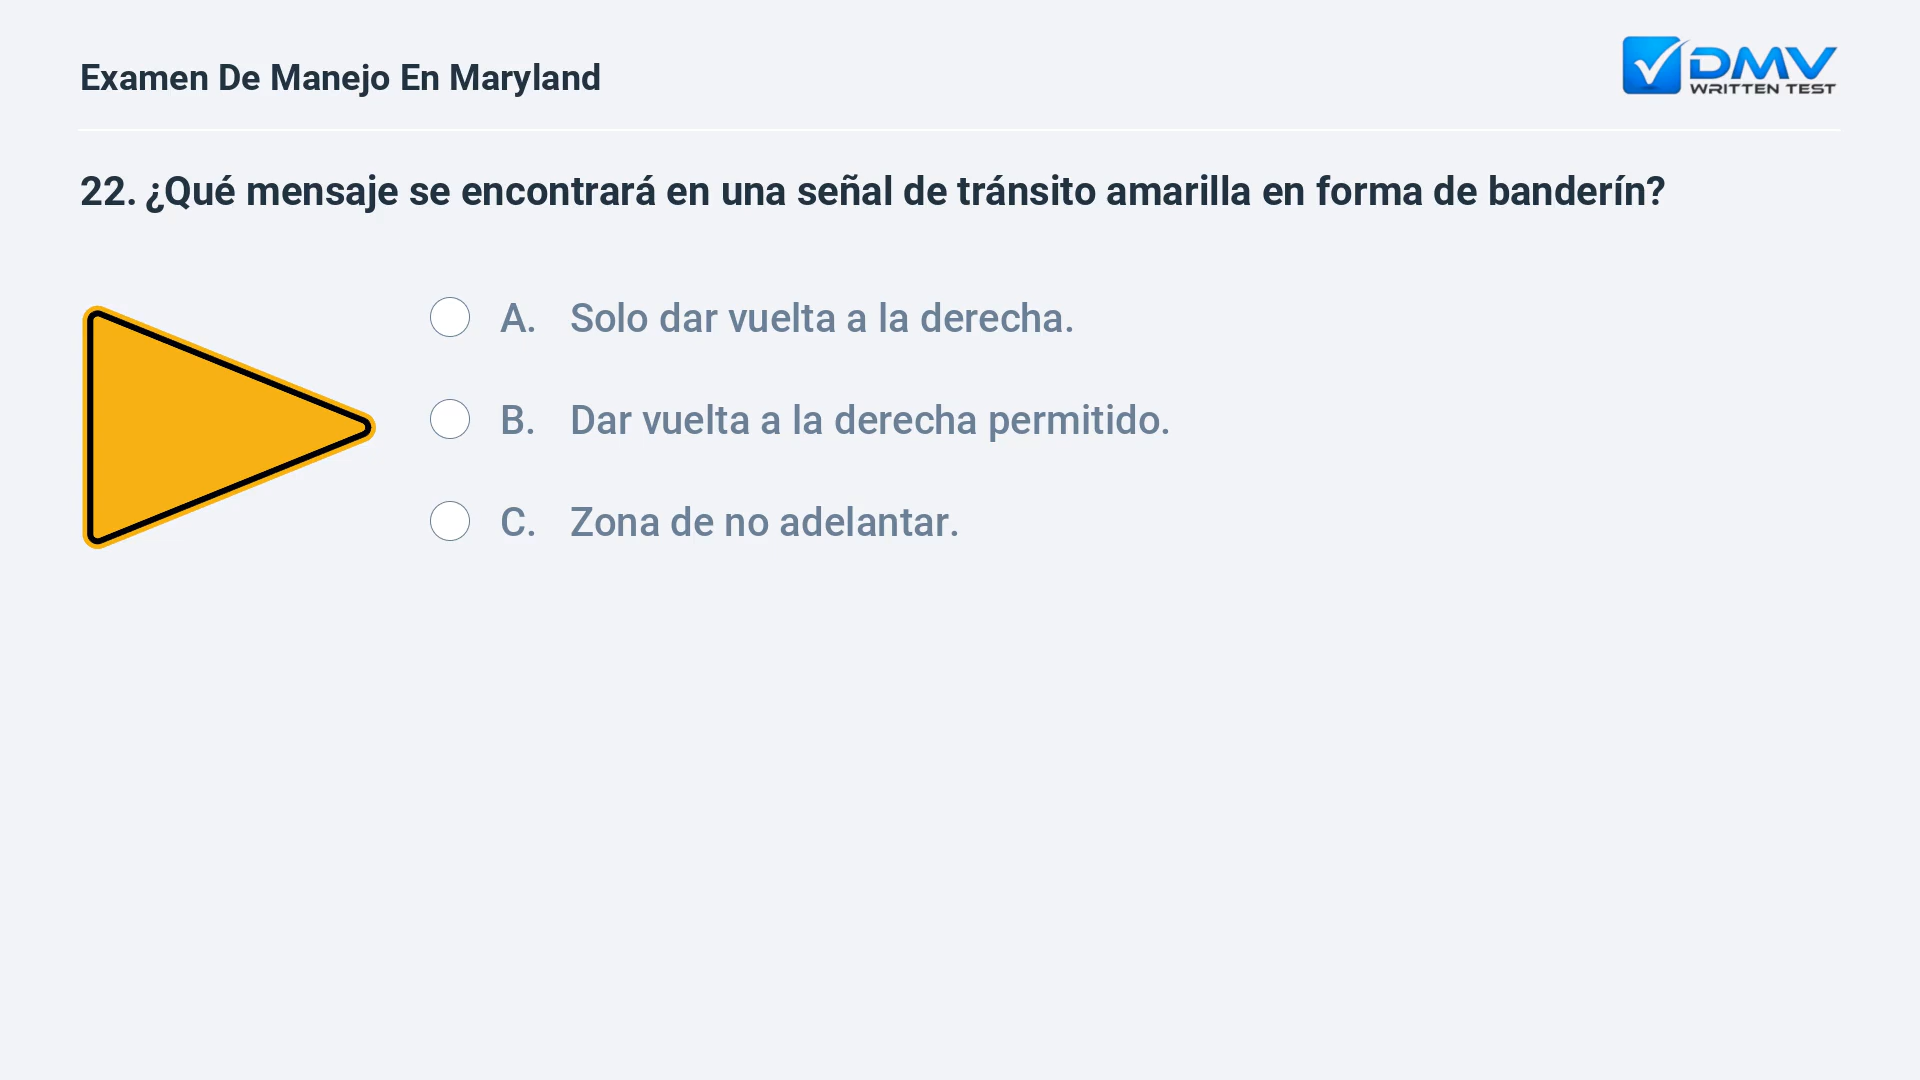 Examen De Manejo En Maryland
DMV
WRITTEN TEST
22. ¿Qué mensaje se encontrará en una señal de tránsito amarilla en forma de banderín?
A. Solo dar vuelta a la derecha.
B. Dar vuelta a la derecha permitido.
C. Zona de no adelantar.